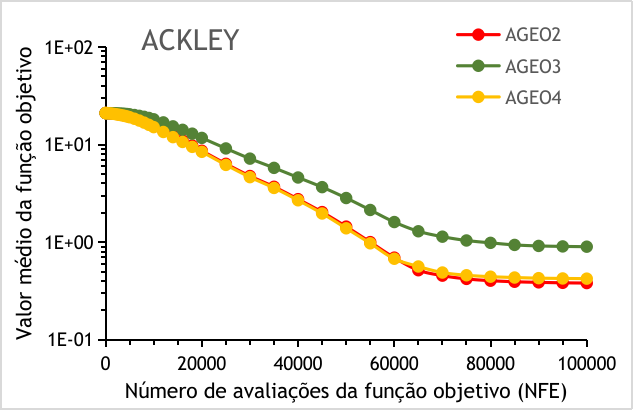 ACKLEY
AGEO2
AGEO3
AGEO4
Valor médio da função objetivo
1E+02
1E+01
1E+00
1E-01
0 20000 40000 60000 80000 100000
Número de avaliações da função objetivo (NFE)